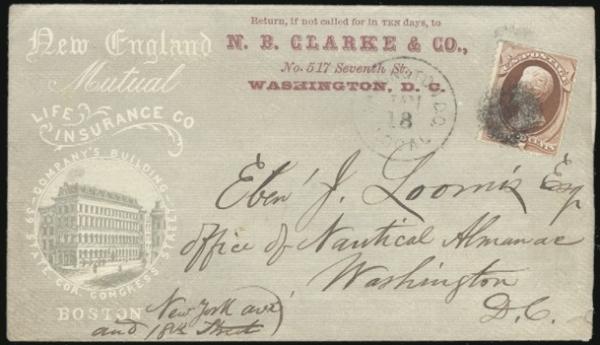 Return, if not called for in TEN days, to
N. B. CLARKE & CO.,
No. 517 Seventh St.,
WASHINGTON, D. C.
New England
Mutual
LIFE INSURANCE CO
COMPANY'S BUILDING
STATE COR. CONGRESS STREET
BOSTON
18
Eben J. Loomis Esq
Office of Nautical Almanac
Washington
D.C.
New York ave
and 18th Street